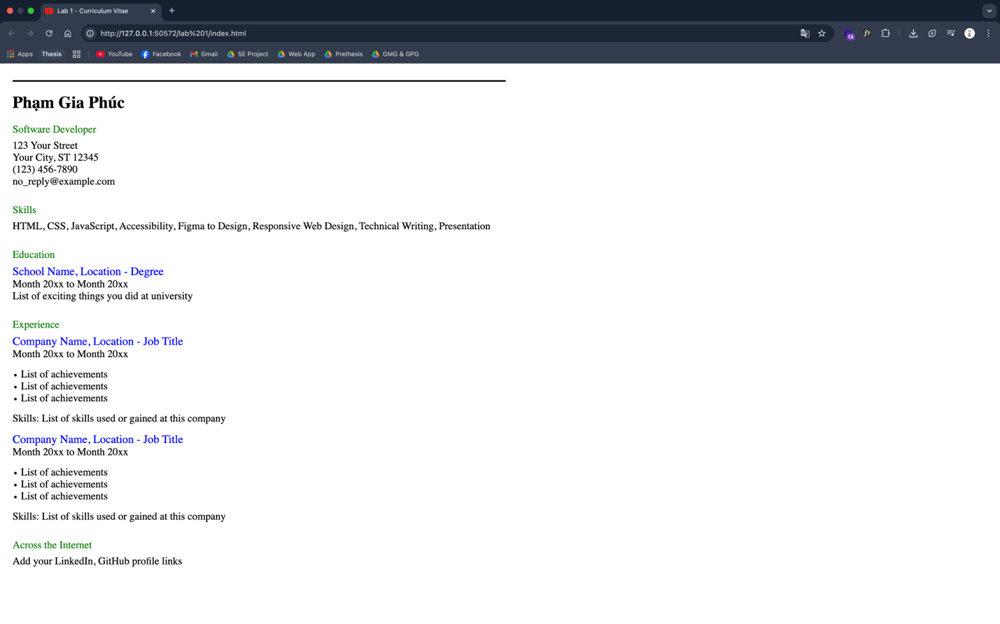 Lab 1 - Curriculum Vitae
http://127.0.0.1:50572/lab%201/index.html
13
f?
Apps Thesis YouTube Facebook Gmail SE Project Web App Prethesis GMG & GPG
Phạm Gia Phúc
Software Developer
123 Your Street
Your City, ST 12345
(123) 456-7890
no_reply@example.com
Skills
HTML, CSS, JavaScript, Accessibility, Figma to Design, Responsive Web Design, Technical Writing, Presentation
Education
School Name, Location - Degree
Month 20xx to Month 20xx
List of exciting things you did at university
Experience
Company Name, Location - Job Title
Month 20xx to Month 20xx
• List of achievements
• List of achievements
• List of achievements
Skills: List of skills used or gained at this company
Company Name, Location - Job Title
Month 20xx to Month 20xx
• List of achievements
• List of achievements
• List of achievements
Skills: List of skills used or gained at this company
Across the Internet
Add your LinkedIn, GitHub profile links